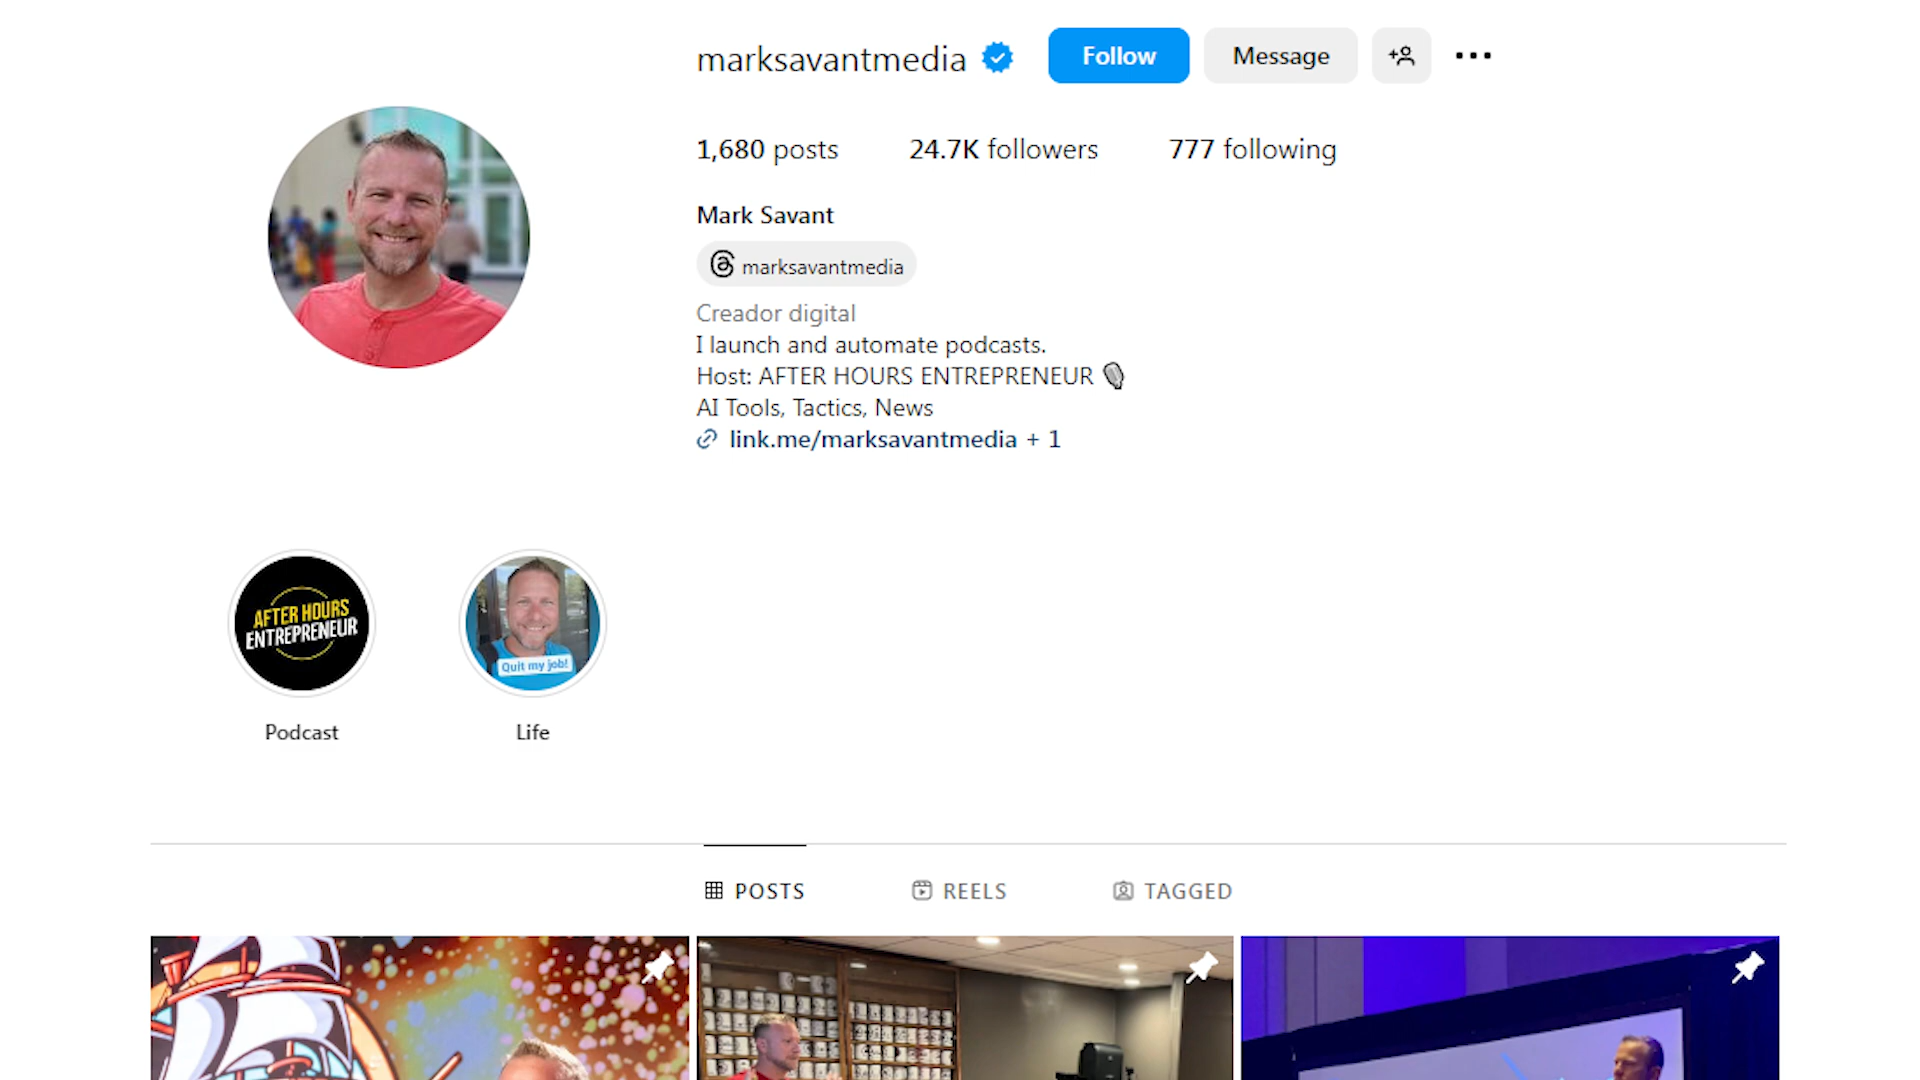 marksavantmedia
Follow
Message
1,680 posts
24.7K followers
777 following
Mark Savant
marksavantmedia
Creador digital
I launch and automate podcasts.
Host: AFTER HOURS ENTREPRENEUR
AI Tools, Tactics, News
link.me/marksavantmedia + 1
AFTER HOURS
ENTREPRENEUR
Quit my job!
Podcast
Life
POSTS
REELS
TAGGED